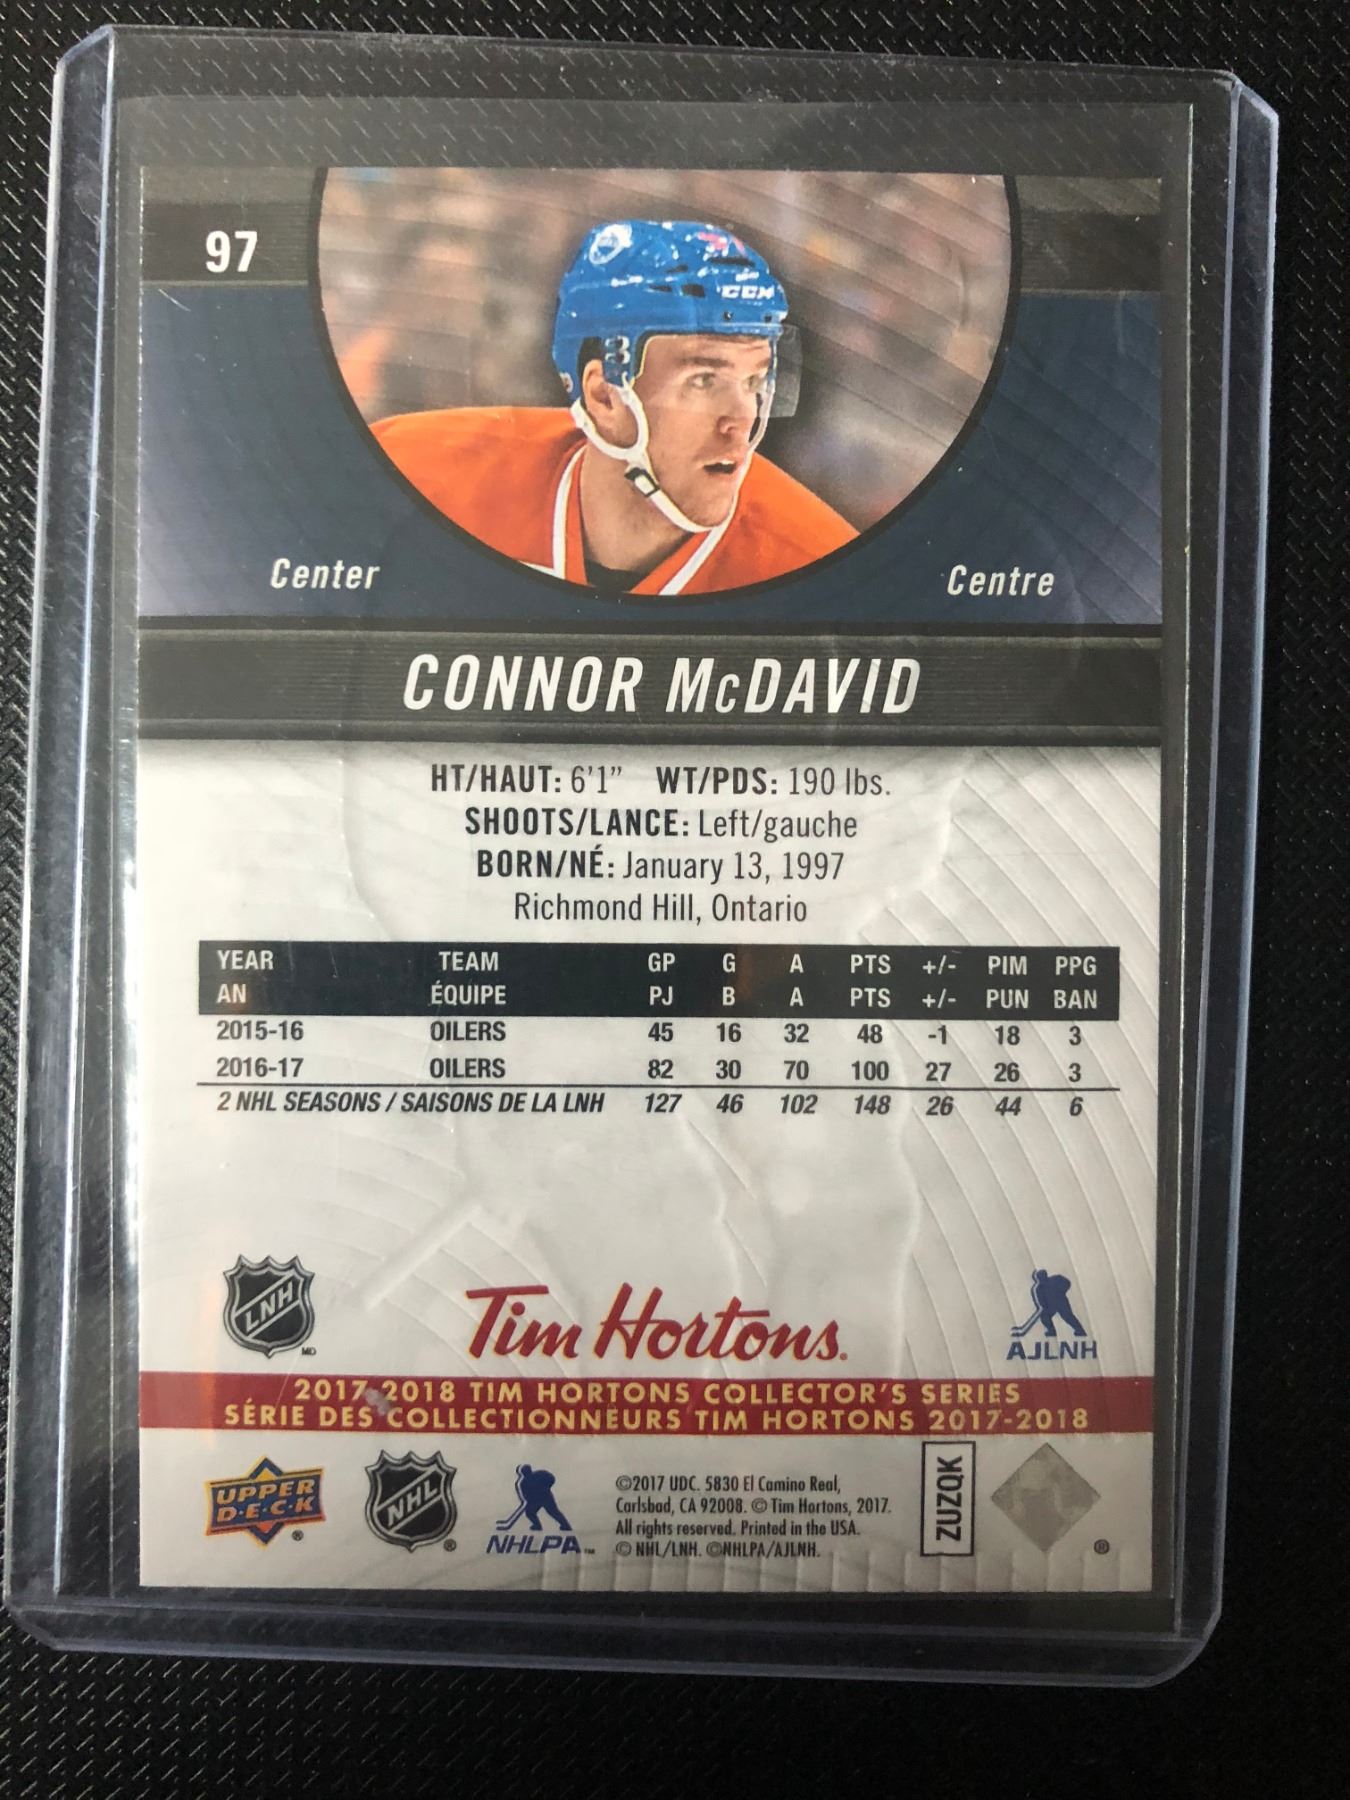 97
CCM
Center
Centre
CONNOR McDAVID
HT/HAUT: 6'1" WT/PDS: 190 lbs.
SHOOTS/LANCE: Left/gauche
BORN/NÉ: January 13, 1997
Richmond Hill, Ontario
YEAR TEAM GP G A PTS +/- PIM PPG
AN ÉQUIPE PJ B A PTS +/- PUN BAN
2015-16 OILERS 45 16 32 48 -1 18 3
2016-17 OILERS 82 30 70 100 27 26 3
2 NHL SEASONS / SAISONS DE LA LNH 127 46 102 148 26 44 6
LNH
MD
Tim Hortons.
AJLNH
2017-2018 TIM HORTONS COLLECTOR'S SERIES
SÉRIE DES COLLECTIONNEURS TIM HORTONS 2017-2018
UPPER
D•E•C•K
®
NHL
®
NHLPA™
©2017 UDC. 5830 El Camino Real,
Carlsbad, CA 92008. © Tim Hortons, 2017.
All rights reserved. Printed in the USA.
© NHL/LNH. ©NHLPA/AJLNH.
ZUZQK
®